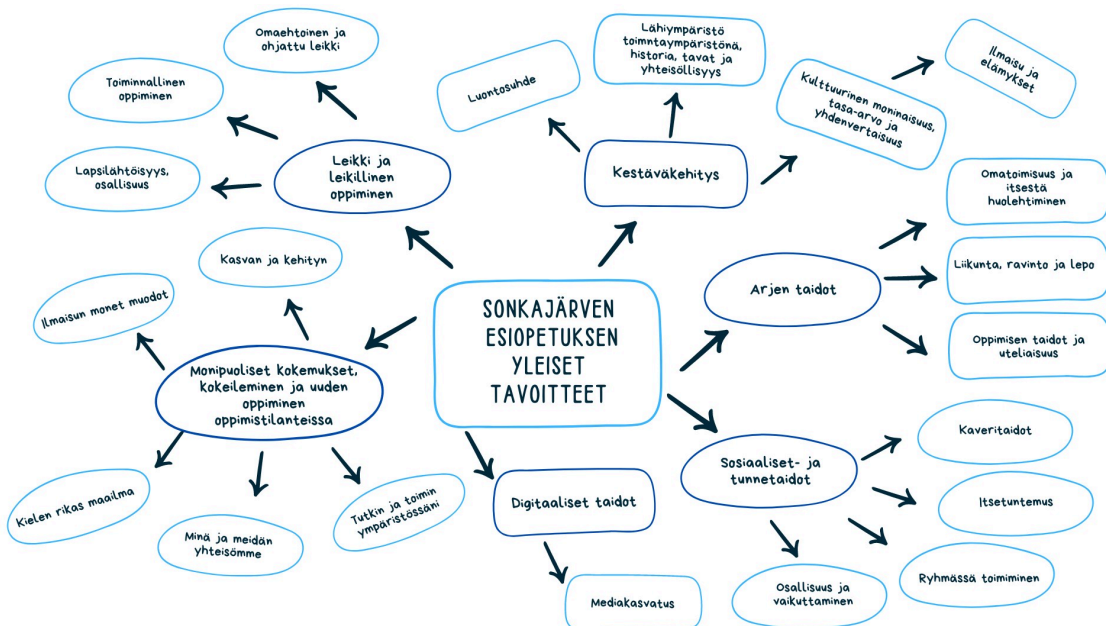 Omaehtoinen ja
ohjattu leikki
Toiminnallinen
oppiminen
Lapsilähtöisyys,
osallisuus
Leikki ja
leikillinen
oppiminen
Luontosuhde
Lähiympäristö
toimntaympäristönä,
historia, tavat ja
yhteisöllisyys
Kulttuurinen moninaisuus,
tasa-arvo ja
yhdenvertaisuus
Ilmaisu ja
elämykset
Kestäväkehitys
Omatoimisuus ja
itsestä
huolehtiminen
Liikunta, ravinto ja lepo
Oppimisen taidot ja
uteliaisuus
Arjen taidot
SONKAJÄRVEN
ESIOPETUKSEN
YLEISET
TAVOITTEET
Kasvan ja kehityn
Ilmaisun monet muodot
Monipuoliset kokemukset,
kokeileminen ja uuden
oppiminen
oppimistilanteissa
Kielen rikas maailma
Minä ja meidän
yhteisömme
Tutkin ja toimin
ympäristössäni
Digitaaliset taidot
Mediakasvatus
Sosiaaliset- ja
tunnetaidot
Kaveritaidot
Itsetuntemus
Ryhmässä toimiminen
Osallisuus ja
vaikuttaminen